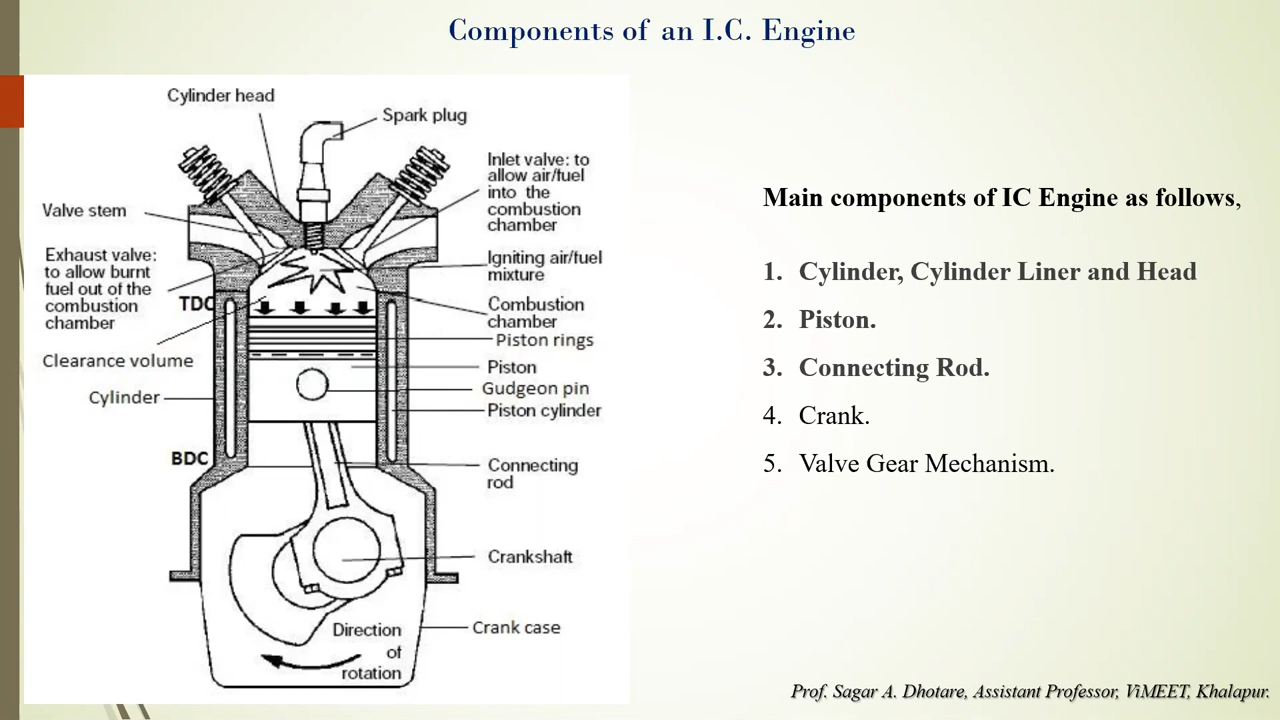 Components of an I.C. Engine
Cylinder head
Spark plug
Inlet valve: to
allow air/fuel
into the
combustion
chamber
Valve stem
Exhaust valve:
to allow burnt
fuel out of the
combustion
chamber
TDC
Igniting air/fuel
mixture
Combustion
chamber
Piston rings
Clearance volume
Piston
Gudgeon pin
Cylinder
Piston cylinder
BDC
Connecting
rod
Crankshaft
Crank case
Direction
of
rotation
Main components of IC Engine as follows,
1. Cylinder, Cylinder Liner and Head
2. Piston.
3. Connecting Rod.
4. Crank.
5. Valve Gear Mechanism.
Prof. Sagar A. Dhotare, Assistant Professor, ViMEET, Khalapur.